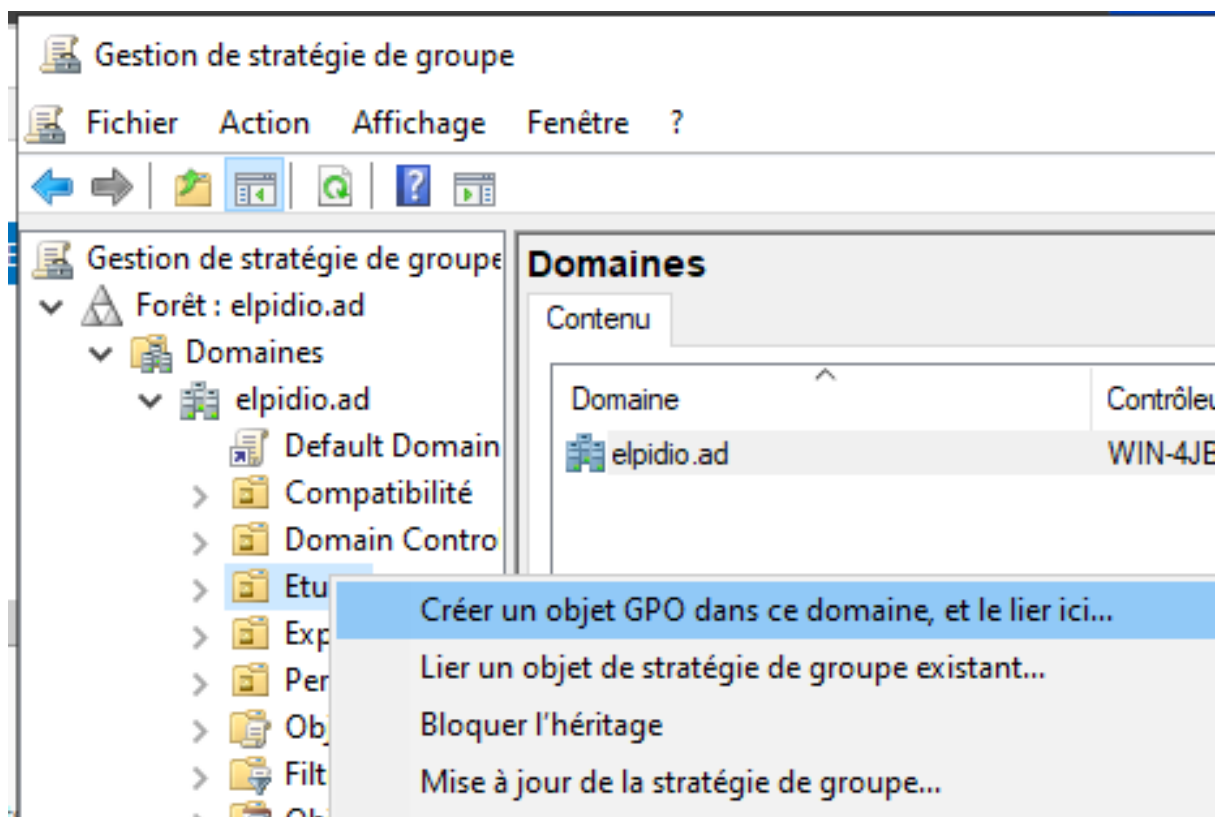 Gestion de stratégie de groupe
Fichier Action Affichage Fenêtre ?
Gestion de stratégie de groupe
Forêt : elpidio.ad
Domaines
elpidio.ad
Default Domain
Compatibilité
Domain Contro
Etu
Exp
Per
Obj
Filt
Obj
Domaines
Contenu
Domaine Contrôleu
elpidio.ad WIN-4JB
Créer un objet GPO dans ce domaine, et le lier ici...
Lier un objet de stratégie de groupe existant...
Bloquer l'héritage
Mise à jour de la stratégie de groupe...